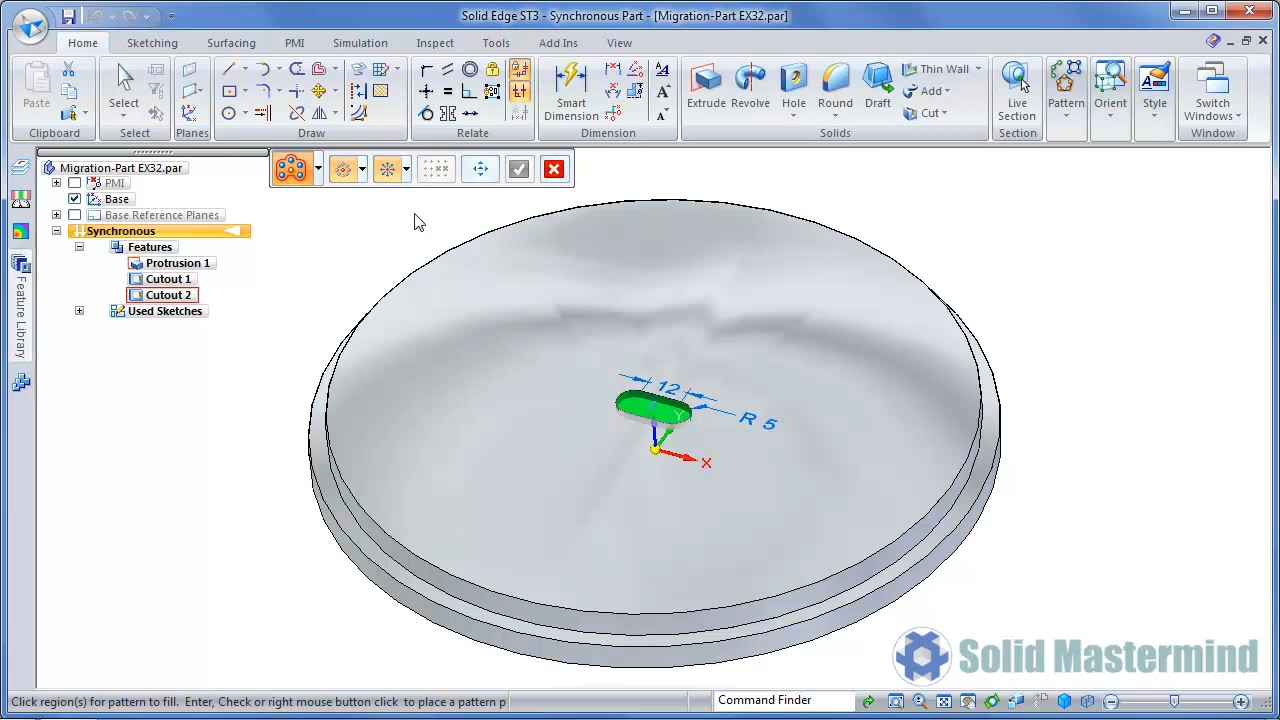 Solid Edge ST3 - Synchronous Part - [Migration-Part EX32.par]
Home Sketching Surfacing PMI Simulation Inspect Tools Add Ins View
Paste
Select
Smart Dimension
Extrude Revolve Hole Round Draft
Thin Wall
Add
Cut
Live Section
Pattern
Orient
Style
Switch Windows
Clipboard Select Planes Draw Relate Dimension Solids Section Window
Migration-Part EX32.par
PMI
Base
Base Reference Planes
Synchronous
Features
Protrusion 1
Cutout 1
Cutout 2
Used Sketches
Feature Library
12
R 5
Y
X
Solid Mastermind
Click region(s) for pattern to fill. Enter, Check or right mouse button click to place a pattern p
Command Finder